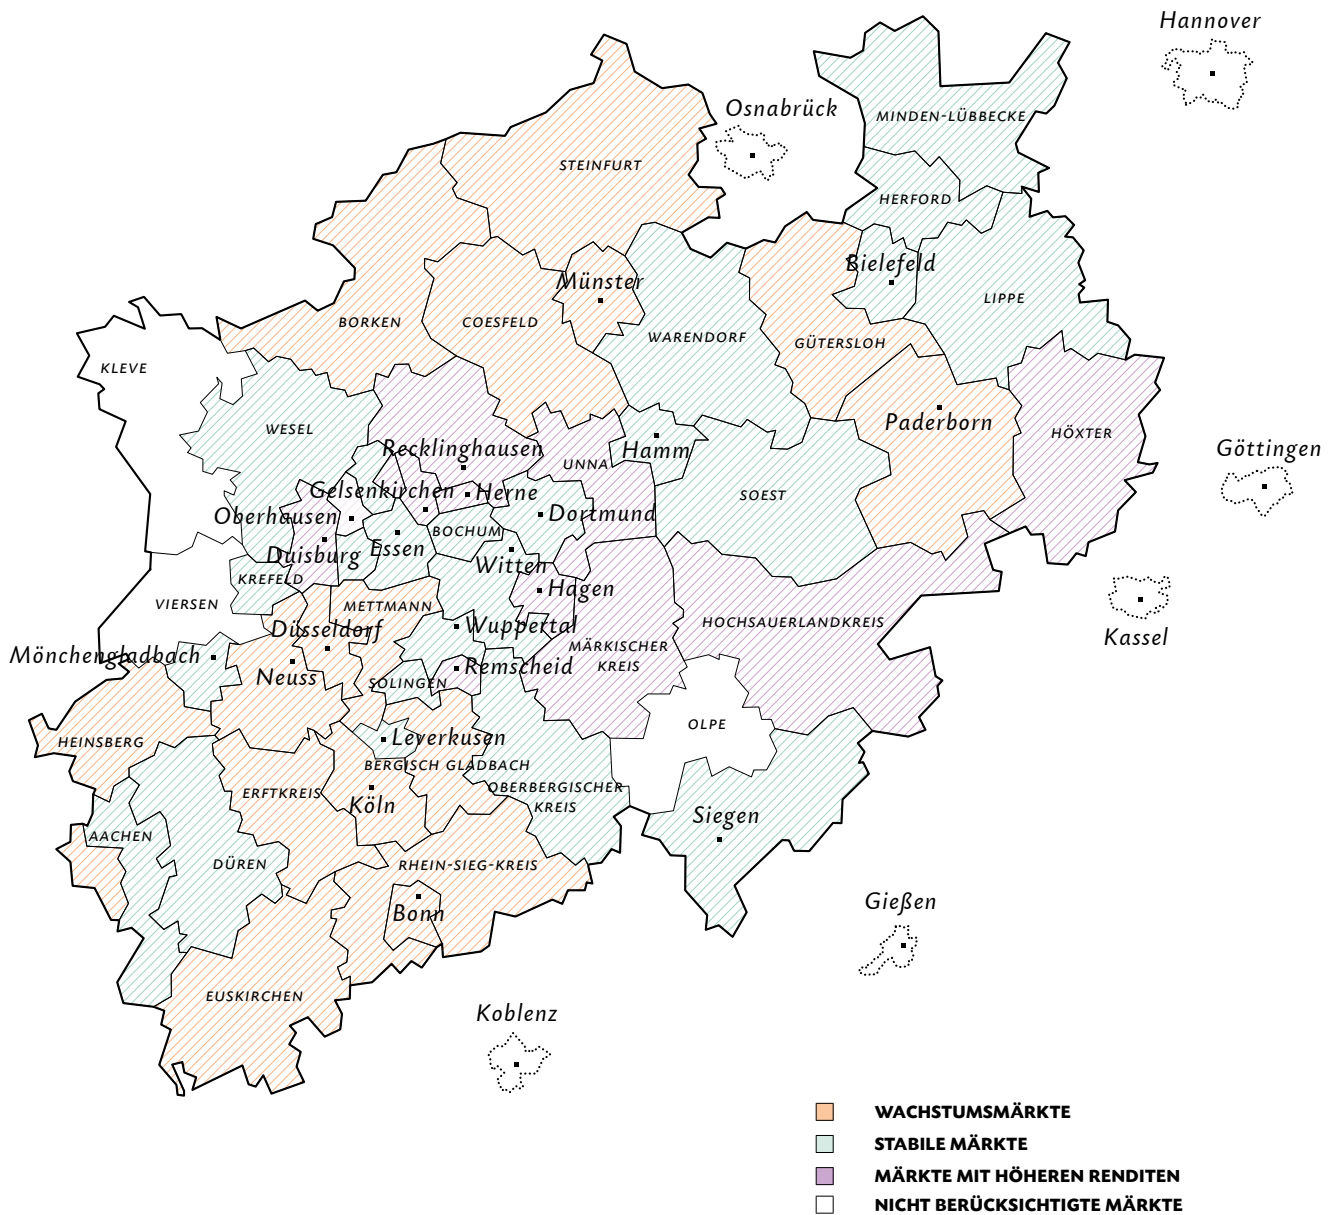 Hannover
Osnabrück
MINDEN-LÜBBECKE
STEINFURT
HERFORD
Bielefeld
Münster
LIPPE
BORKEN
COESFELD
WARENDORF
GÜTERSLOH
KLEVE
Paderborn
WESEL
HÖXTER
Recklinghausen
Hamm
Göttingen
UNNA
Gelsenkirchen
Herne
SOEST
Oberhausen
Dortmund
BOCHUM
Duisburg
Essen
Witten
KREFELD
Hagen
VIERSEN
METTMANN
Düsseldorf
Wuppertal
HOCHSAUERLANDKREIS
Kassel
MÄRKISCHER
KREIS
Mönchengladbach
Neuss
Remscheid
SOLINGEN
OLPE
HEINSBERG
Leverkusen
BERGISCH GLADBACH
ERFTKREIS
Köln
OBERBERGISCHER
KREIS
Siegen
AACHEN
DÜREN
RHEIN-SIEG-KREIS
Bonn
Gießen
EUSKIRCHEN
Koblenz
WACHSTUMSMÄRKTE
STABILE MÄRKTE
MÄRKTE MIT HÖHEREN RENDITEN
NICHT BERÜCKSICHTIGTE MÄRKTE